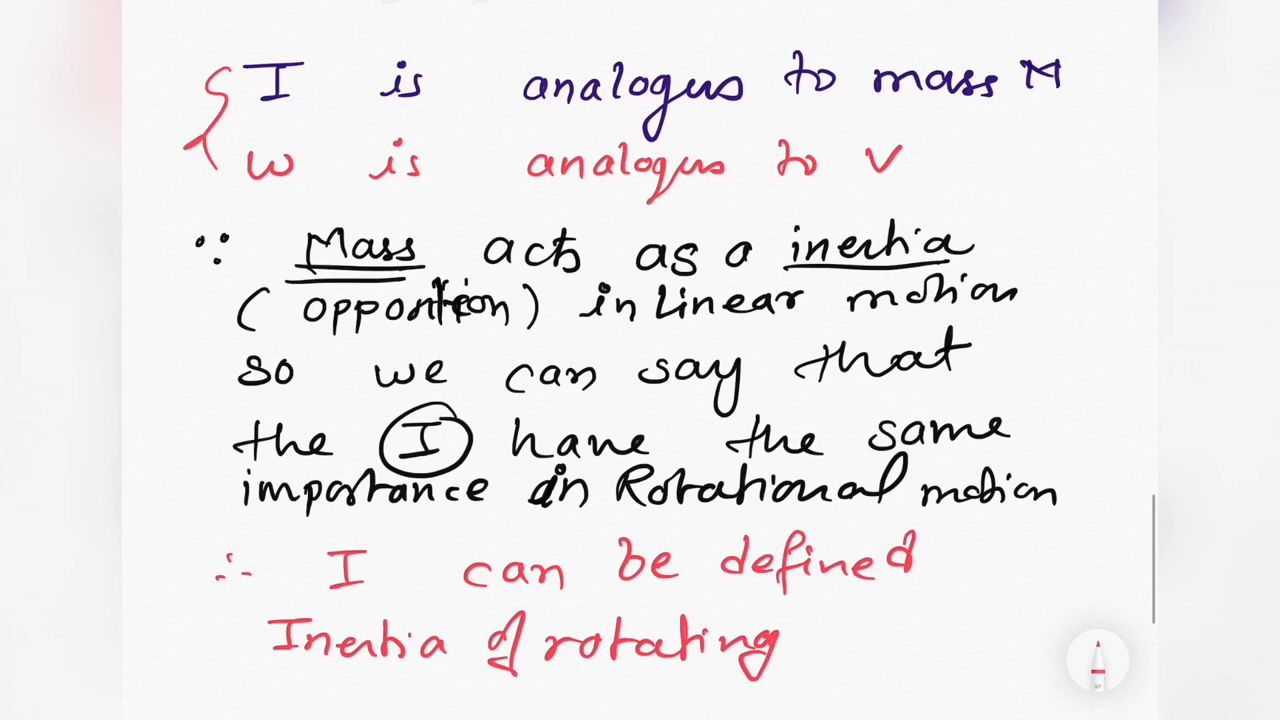 I is analogus to mass M
w is analogus to v
∵ Mass acts as a inertia
( opposition ) in Linear motion
so we can say that
the I have the same
importance in Rotational motion
∴ I can be defined
Inertia of rotating